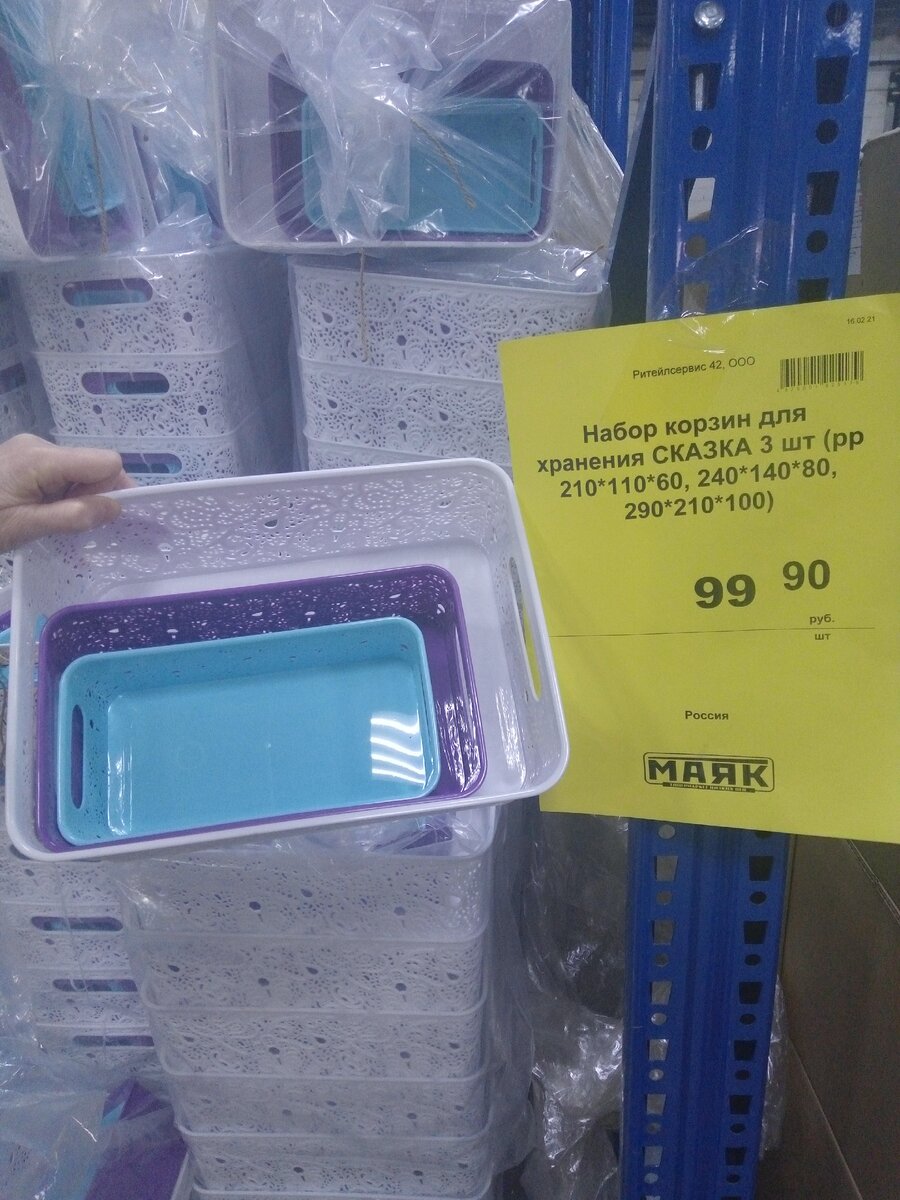 16.02.21
Ритейлсервис 42, ООО
Набор корзин для
хранения СКАЗКА 3 шт (рр
210*110*60, 240*140*80,
290*210*100)
99 90
руб.
шт
Россия
МАЯК